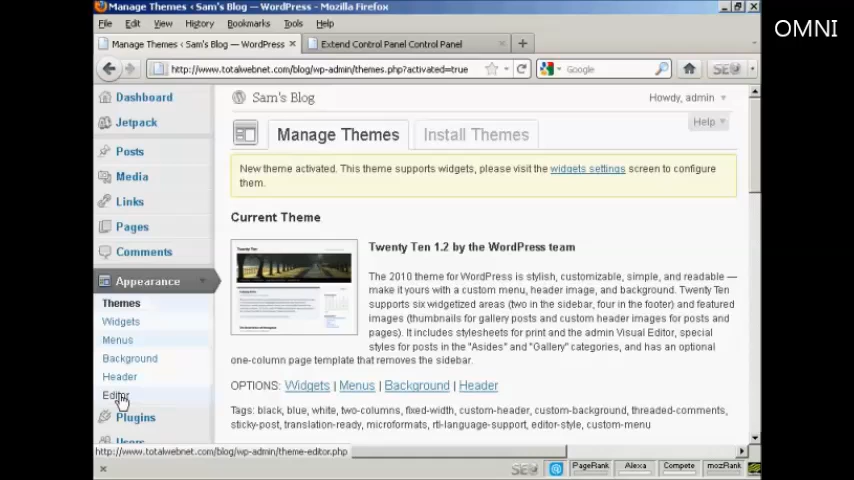 Manage Themes ‹ Sam's Blog — WordPress - Mozilla Firefox
OMNI
File Edit View History Bookmarks Tools Help
Manage Themes ‹ Sam's Blog — WordPress × Extend Control Panel Control Panel ×
http://www.totalwebnet.com/blog/wp-admin/themes.php?activated=true Google SEO
Dashboard
Jetpack
Posts
Media
Links
Pages
Comments
Appearance
Themes
Widgets
Menus
Background
Header
Editor
Plugins
Users
Sam's Blog
Howdy, admin
Help
Manage Themes Install Themes
New theme activated. This theme supports widgets, please visit the widgets settings screen to configure
them.
Current Theme
Twenty Ten
Twenty Ten 1.2 by the WordPress team
The 2010 theme for WordPress is stylish, customizable, simple, and readable —
make it yours with a custom menu, header image, and background. Twenty Ten
supports six widgetized areas (two in the sidebar, four in the footer) and featured
images (thumbnails for gallery posts and custom header images for posts and
pages). It includes stylesheets for print and the admin Visual Editor, special
styles for posts in the "Asides" and "Gallery" categories, and has an optional
one-column page template that removes the sidebar.
OPTIONS: Widgets | Menus | Background | Header
Tags: black, blue, white, two-columns, fixed-width, custom-header, custom-background, threaded-comments,
sticky-post, translation-ready, microformats, rtl-language-support, editor-style, custom-menu
http://www.totalwebnet.com/blog/wp-admin/theme-editor.php
SEO PageRank Alexa Compete mozRank